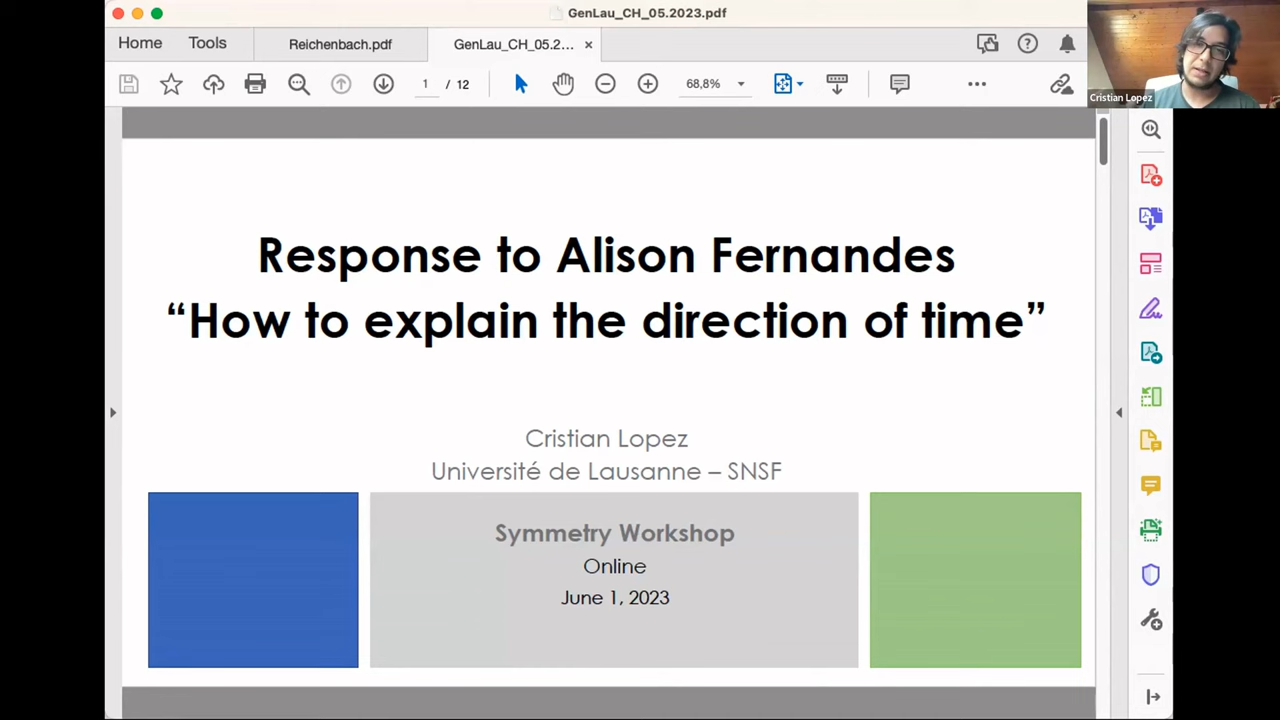 GenLau_CH_05.2023.pdf
Home
Tools
Reichenbach.pdf
GenLau_CH_05.2...
1 / 12
68,8%
Cristian Lopez
Response to Alison Fernandes
“How to explain the direction of time”
Cristian Lopez
Université de Lausanne – SNSF
Symmetry Workshop
Online
June 1, 2023